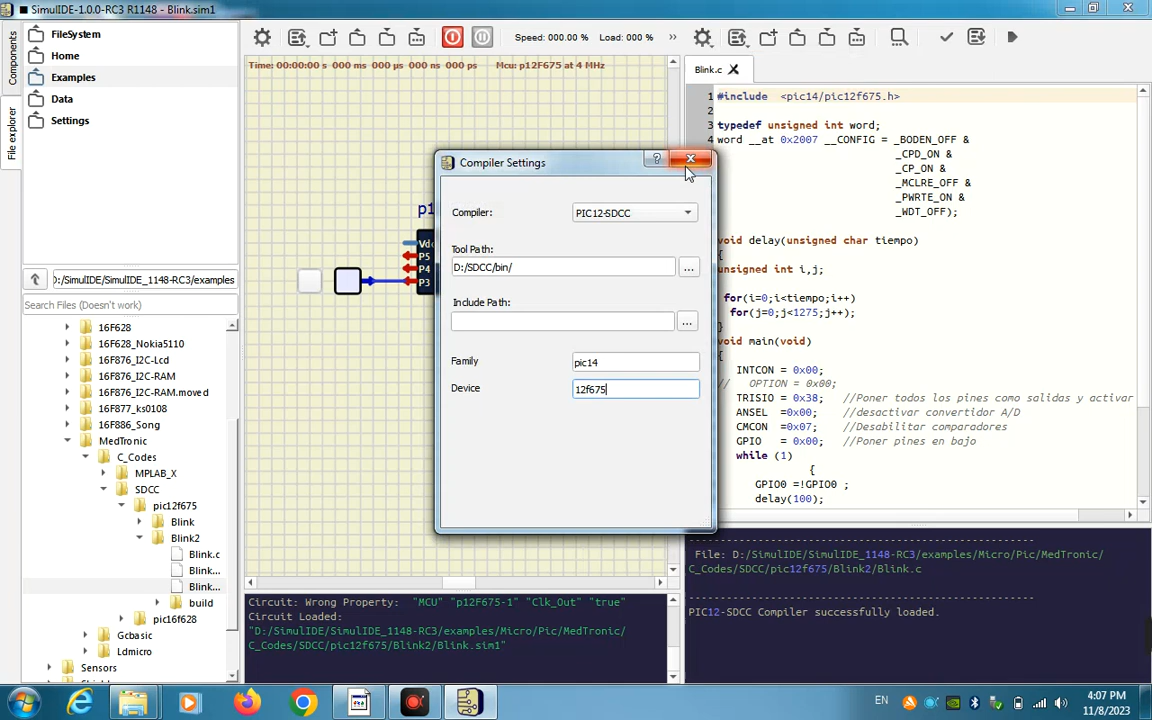 SimulIDE-1.0.0-RC3 R1148 - Blink.sim1
Components
File explorer
FileSystem
Home
Examples
Data
Settings
D:/SimulIDE/SimulIDE_1148-RC3/examples
Search Files (Doesn't work)
16F628
16F628_Nokia5110
16F876_I2C-Lcd
16F876_I2C-RAM
16F876_I2C-RAM.moved
16F877_ks0108
16F886_Song
MedTronic
C_Codes
MPLAB_X
SDCC
pic12f675
Blink
Blink2
Blink.c
Blink...
Blink...
build
pic16f628
Gcbasic
Ldmicro
Sensors
Speed: 000.00 %
Load: 000 %
»
»
Time: 00:00:00 s 000 ms 000 µs 000 ns 000 ps
Mcu: p12F675 at 4 MHz
p1
Vdd
P5
P4
P3
Compiler Settings
?
Compiler:
PIC12-SDCC
Tool Path:
D:/SDCC/bin/
...
Include Path:
...
Family
pic14
Device
12f675
Blink.c
1 #include <pic14/pic12f675.h>
2
3 typedef unsigned int word;
4 word __at 0x2007 __CONFIG = _BODEN_OFF &
_CPD_ON &
_CP_ON &
_MCLRE_OFF &
_PWRTE_ON &
_WDT_OFF);
void delay(unsigned char tiempo)
{
unsigned int i,j;
for(i=0;i<tiempo;i++)
for(j=0;j<1275;j++);
}
void main(void)
{
INTCON = 0x00;
// OPTION = 0x00;
TRISIO = 0x38; //Poner todos los pines como salidas y activar
ANSEL =0x00; //desactivar convertidor A/D
CMCON =0x07; //Desabilitar comparadores
GPIO = 0x00; //Poner pines en bajo
while (1)
{
GPIO0 =!GPIO0 ;
delay(100);
Circuit: Wrong Property: "MCU" "p12F675-1" "Clk_Out" "true"
Circuit Loaded:
"D:/SimulIDE/SimulIDE_1148-RC3/examples/Micro/Pic/MedTronic/
C_Codes/SDCC/pic12f675/Blink2/Blink.sim1"
-------------------------------------------------------
File: D:/SimulIDE/SimulIDE_1148-RC3/examples/Micro/Pic/MedTronic/
C_Codes/SDCC/pic12f675/Blink2/Blink.c
-------------------------------------------------------
PIC12-SDCC Compiler successfully loaded.
EN
4:07 PM
11/8/2023